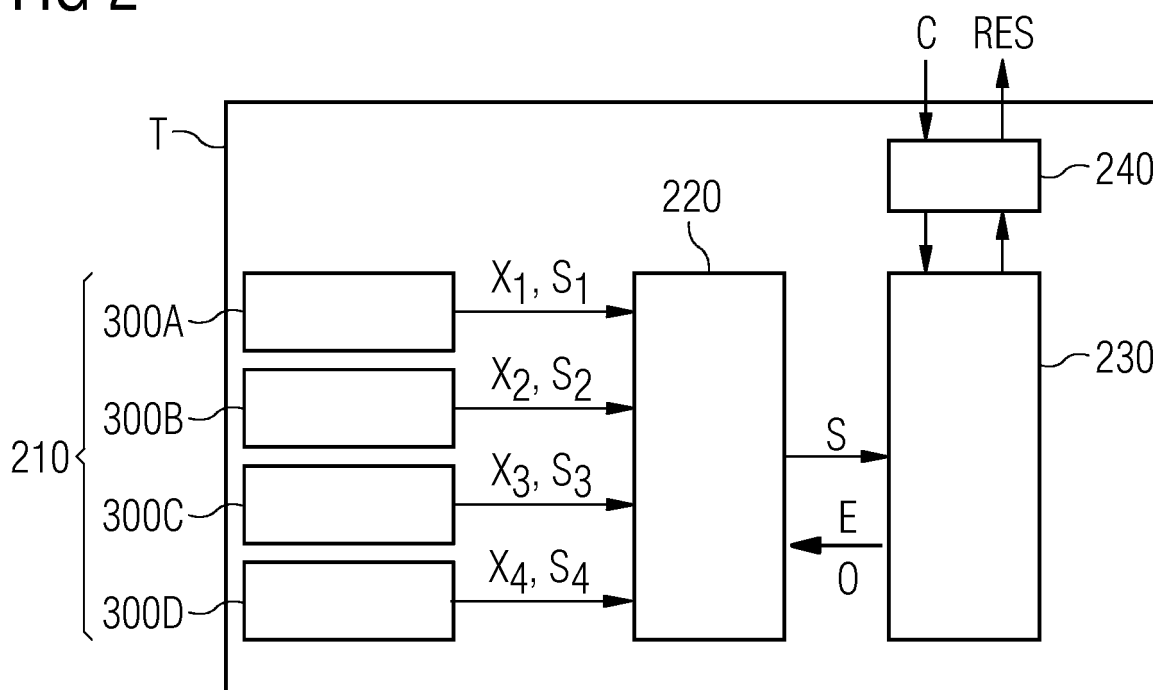 FIG 2
C RES
T
240
220
X1, S1
300A
230
X2, S2
300B
210
S
X3, S3
300C
E
X4, S4
O
300D